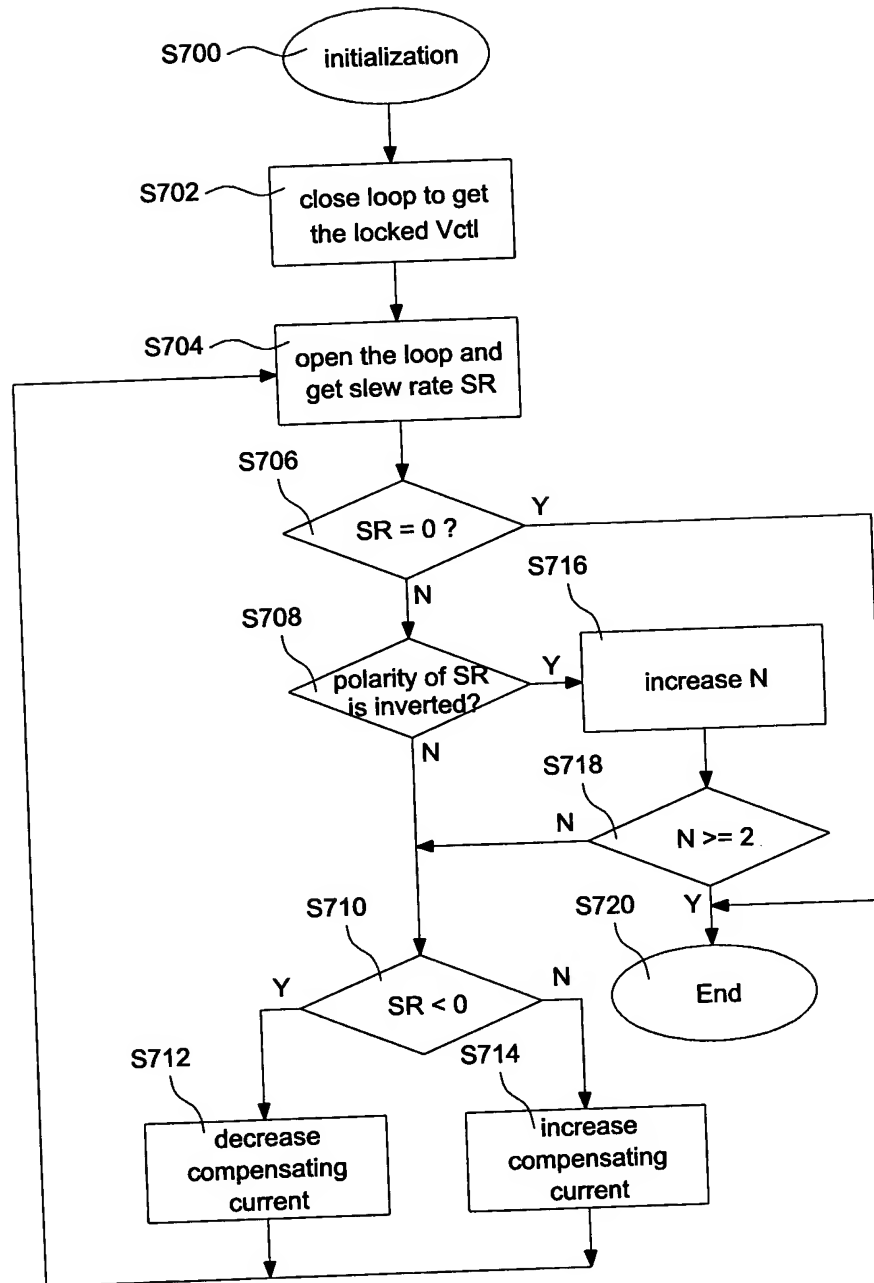 S700
initialization
S702
close loop to get
the locked Vctl
S704
open the loop and
get slew rate SR
S706
SR = 0 ?
Y
N
S716
increase N
S708
polarity of SR
is inverted?
Y
N
S718
N >= 2
N
Y
S720
End
S710
SR < 0
Y
N
S712
decrease
compensating
current
S714
increase
compensating
current